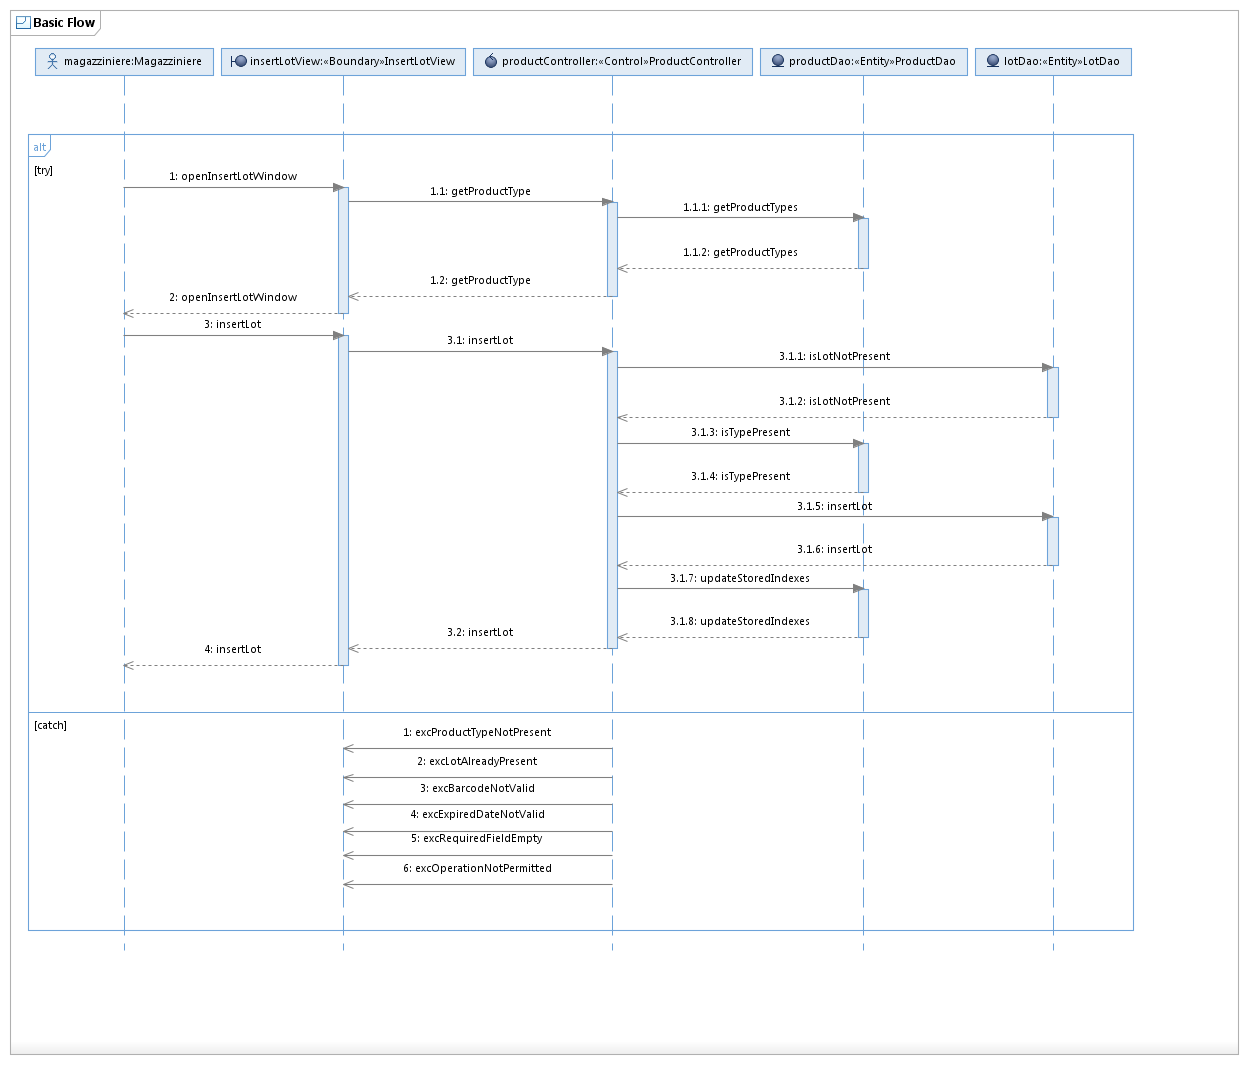 Basic Flow
magazziniere:Magazziniere
insertLotView:«Boundary»InsertLotView
productController:«Control»ProductController
productDao:«Entity»ProductDao
lotDao:«Entity»LotDao
alt
[try]
1: openInsertLotWindow
1.1: getProductType
1.1.1: getProductTypes
1.1.2: getProductTypes
1.2: getProductType
2: openInsertLotWindow
3: insertLot
3.1: insertLot
3.1.1: isLotNotPresent
3.1.2: isLotNotPresent
3.1.3: isTypePresent
3.1.4: isTypePresent
3.1.5: insertLot
3.1.6: insertLot
3.1.7: updateStoredIndexes
3.1.8: updateStoredIndexes
3.2: insertLot
4: insertLot
[catch]
1: excProductTypeNotPresent
2: excLotAlreadyPresent
3: excBarcodeNotValid
4: excExpiredDateNotValid
5: excRequiredFieldEmpty
6: excOperationNotPermitted